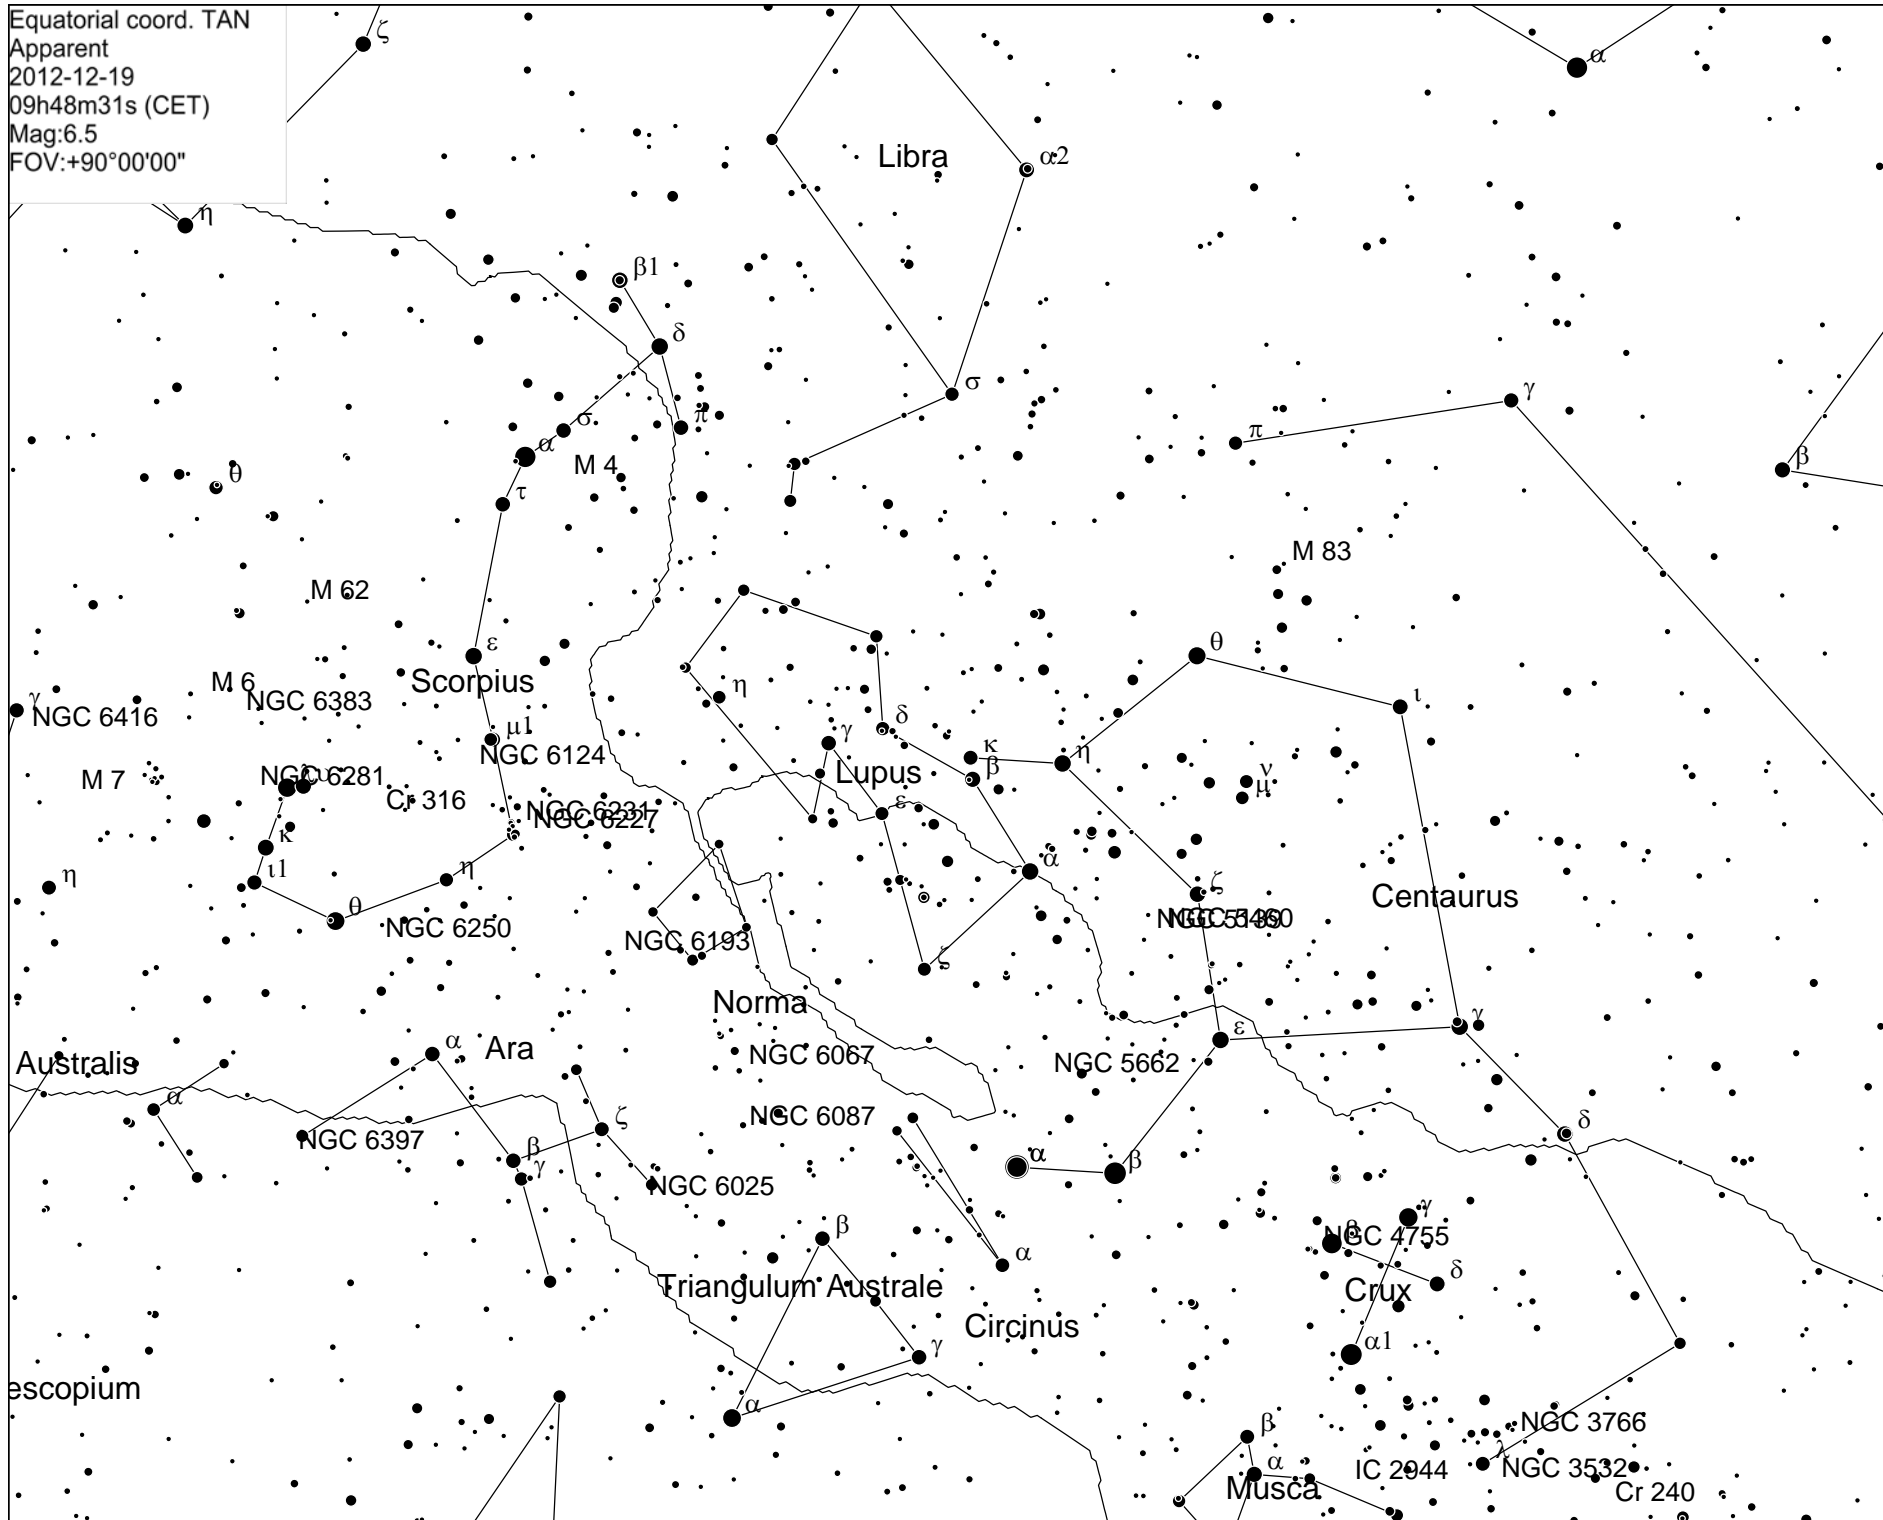 Equatorial coord. TAN
Apparent
2012-12-19
09h48m31s (CET)
Mag:6.5
FOV:+90°00'00"
ζ
α
Libra
α2
η
β1
δ
σ
γ
π
π
σ
α
M 4
β
θ
τ
M 83
M 62
ε
θ
Scorpius
M 6
NGC 6383
η
γ
NGC 6416
ι
μ1
δ
γ
κ
η
NGC 6124
Lupus
β
ν
μ
M 7
NGC 6281
υ
Cr 316
NGC 6231
NGC 6227
ε
κ
α
ι1
η
η
ζ
Centaurus
θ
NGC 5460
NGC 6250
NGC 6193
ζ
Norma
γ
ε
α
Ara
NGC 6067
NGC 5662
Australis
α
NGC 6087
ζ
δ
NGC 6397
β
γ
α
β
NGC 6025
γ
β
β
NGC 4755
α
δ
Triangulum Australe
Crux
Circinus
α1
γ
escopium
α
β
NGC 3766
λ
α
IC 2944
NGC 3532
Musca
Cr 240